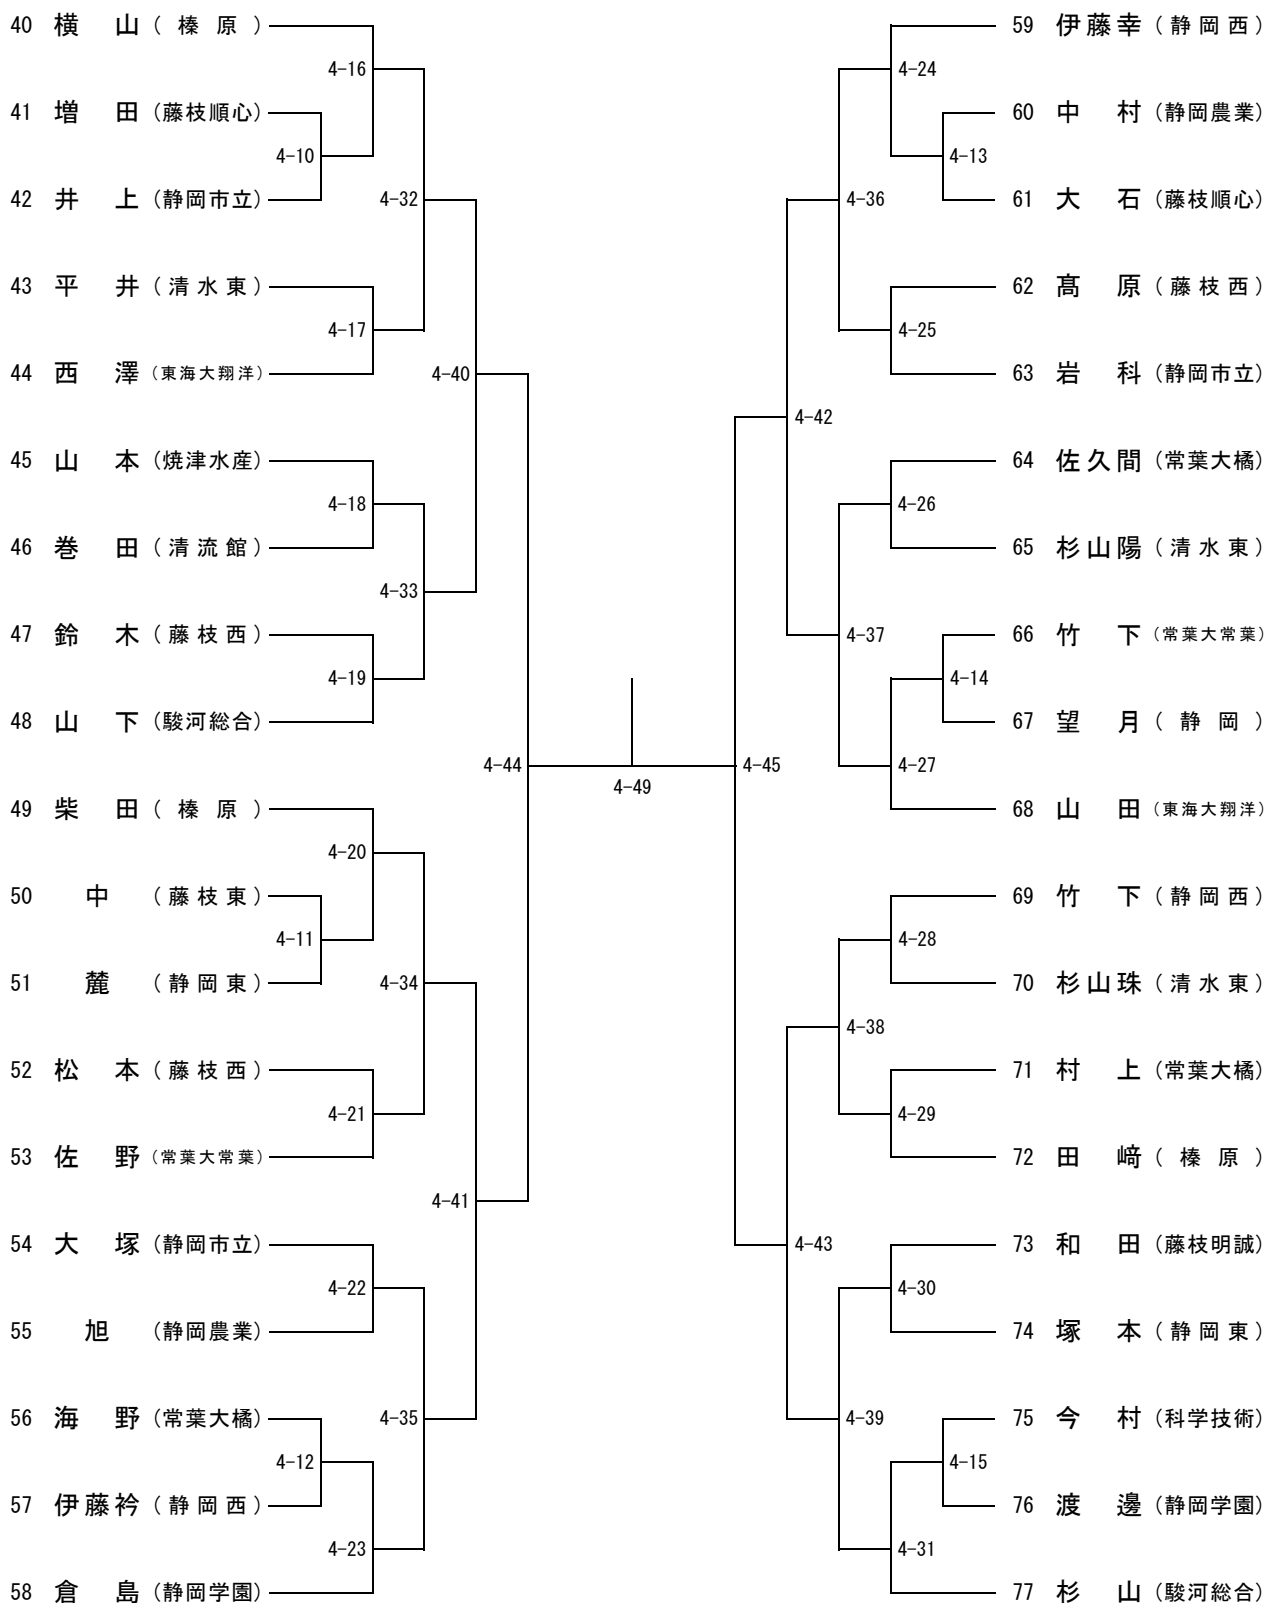 40 横 山 ( 榛 原 )
4-16
41 増 田 (藤枝順心)
4-10
42 井 上 (静岡市立)
4-32
43 平 井 ( 清 水 東 )
4-17
44 西 澤 (東海大翔洋)
4-40
45 山 本 (焼津水産)
4-18
46 巻 田 ( 清 流 館 )
4-33
47 鈴 木 ( 藤 枝 西 )
4-19
48 山 下 (駿河総合)
4-44
49 柴 田 ( 榛 原 )
4-20
50 中 ( 藤 枝 東 )
4-11
51 麓 ( 静 岡 東 )
4-34
52 松 本 ( 藤 枝 西 )
4-21
53 佐 野 (常葉大常葉)
4-41
54 大 塚 (静岡市立)
4-22
55 旭 (静岡農業)
56 海 野 (常葉大橘)
4-35
4-12
57 伊藤衿 ( 静 岡 西 )
4-23
58 倉 島 (静岡学園)
4-49
59 伊藤幸 ( 静 岡 西 )
4-24
60 中 村 (静岡農業)
4-13
61 大 石 (藤枝順心)
4-36
62 髙 原 ( 藤 枝 西 )
4-25
63 岩 科 (静岡市立)
4-42
64 佐久間 (常葉大橘)
4-26
65 杉山陽 ( 清 水 東 )
66 竹 下 (常葉大常葉)
4-37
4-14
67 望 月 ( 静 岡 )
4-45
4-27
68 山 田 (東海大翔洋)
69 竹 下 ( 静 岡 西 )
4-28
70 杉山珠 ( 清 水 東 )
4-38
71 村 上 (常葉大橘)
4-29
72 田 﨑 ( 榛 原 )
73 和 田 (藤枝明誠)
4-43
4-30
74 塚 本 ( 静 岡 東 )
75 今 村 (科学技術)
4-39
4-15
76 渡 邊 (静岡学園)
4-31
77 杉 山 (駿河総合)